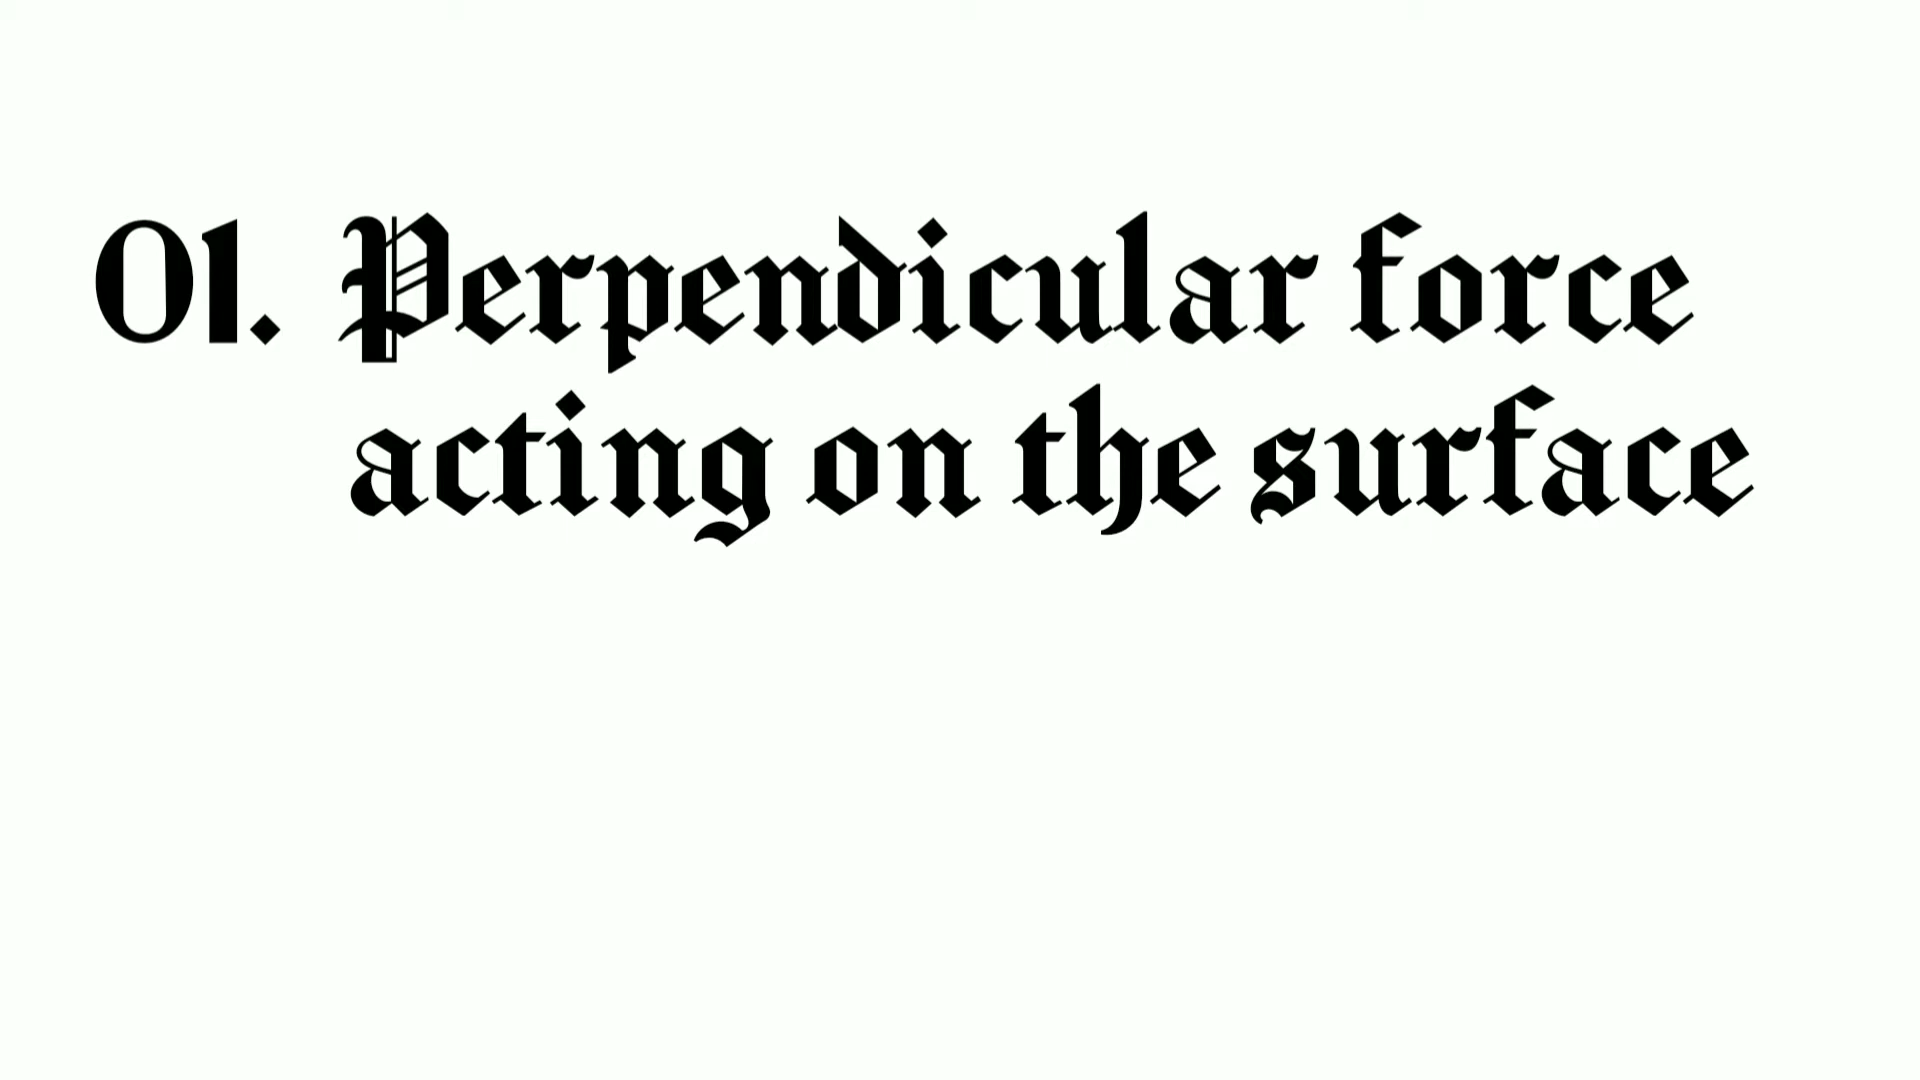 01. Perpendicular force
acting on the surface